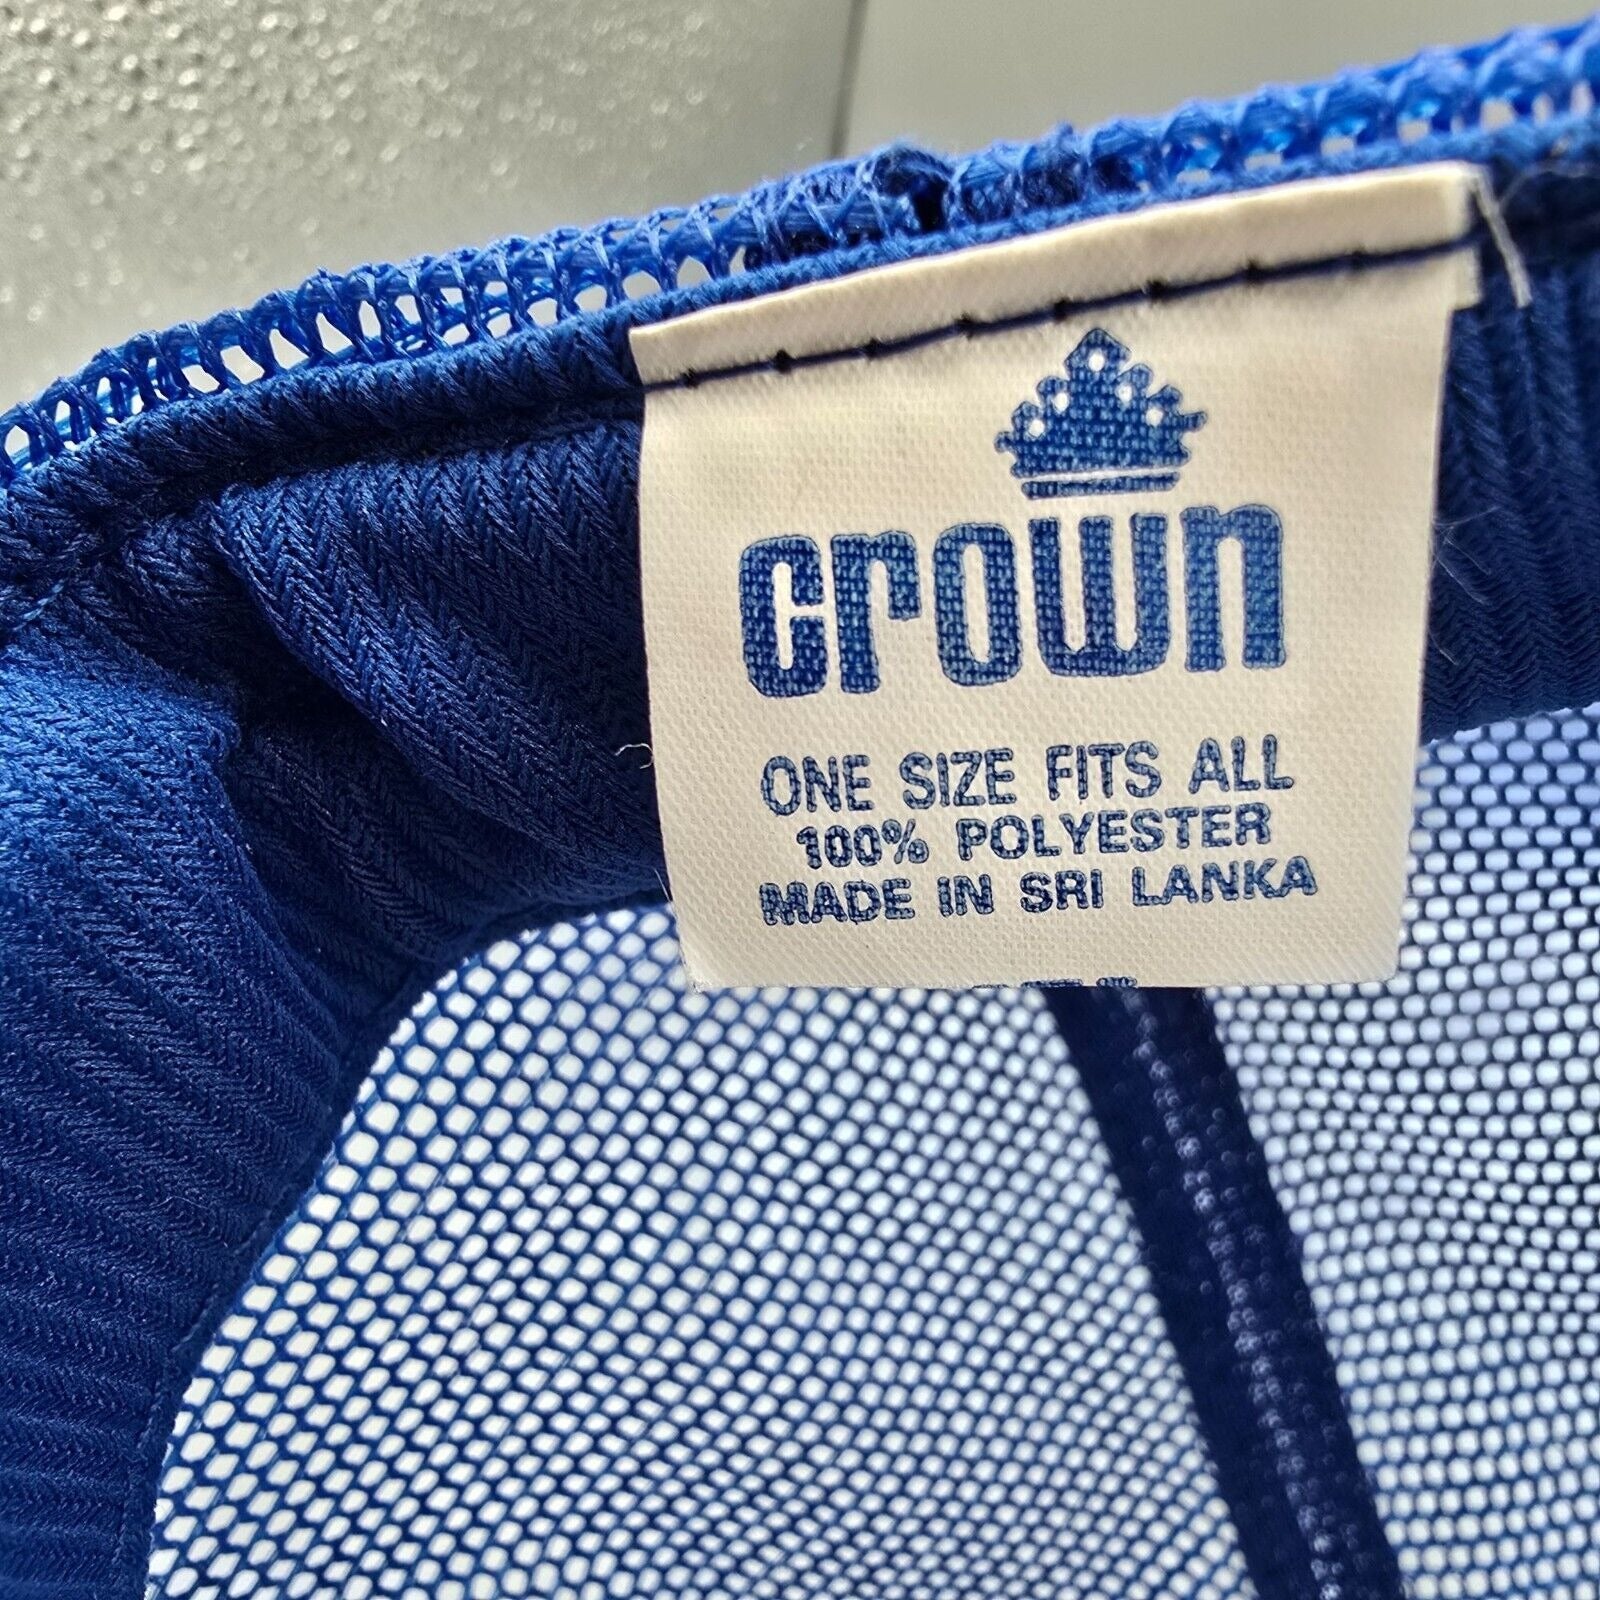 crown
ONE SIZE FITS ALL
100% POLYESTER
MADE IN SRI LANKA